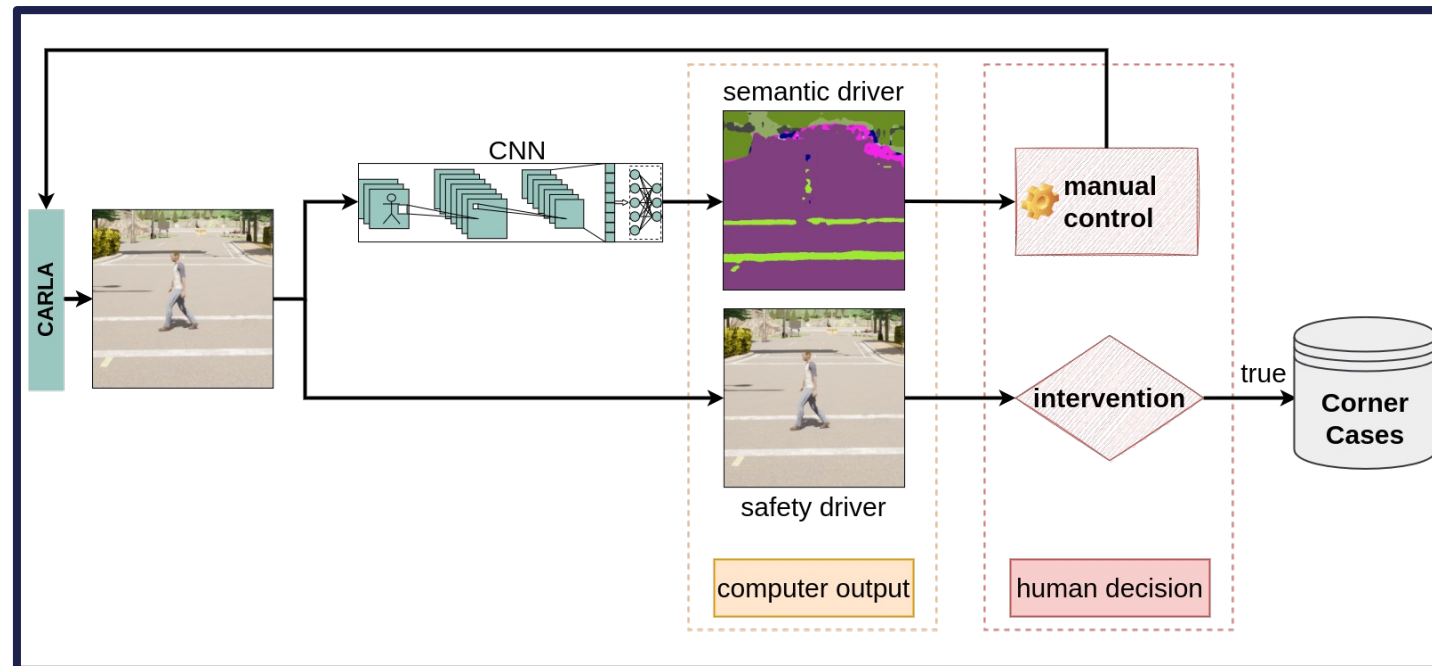 semantic driver
CNN
manual
control
CARLA
true
intervention
Corner
Cases
safety driver
computer output
human decision